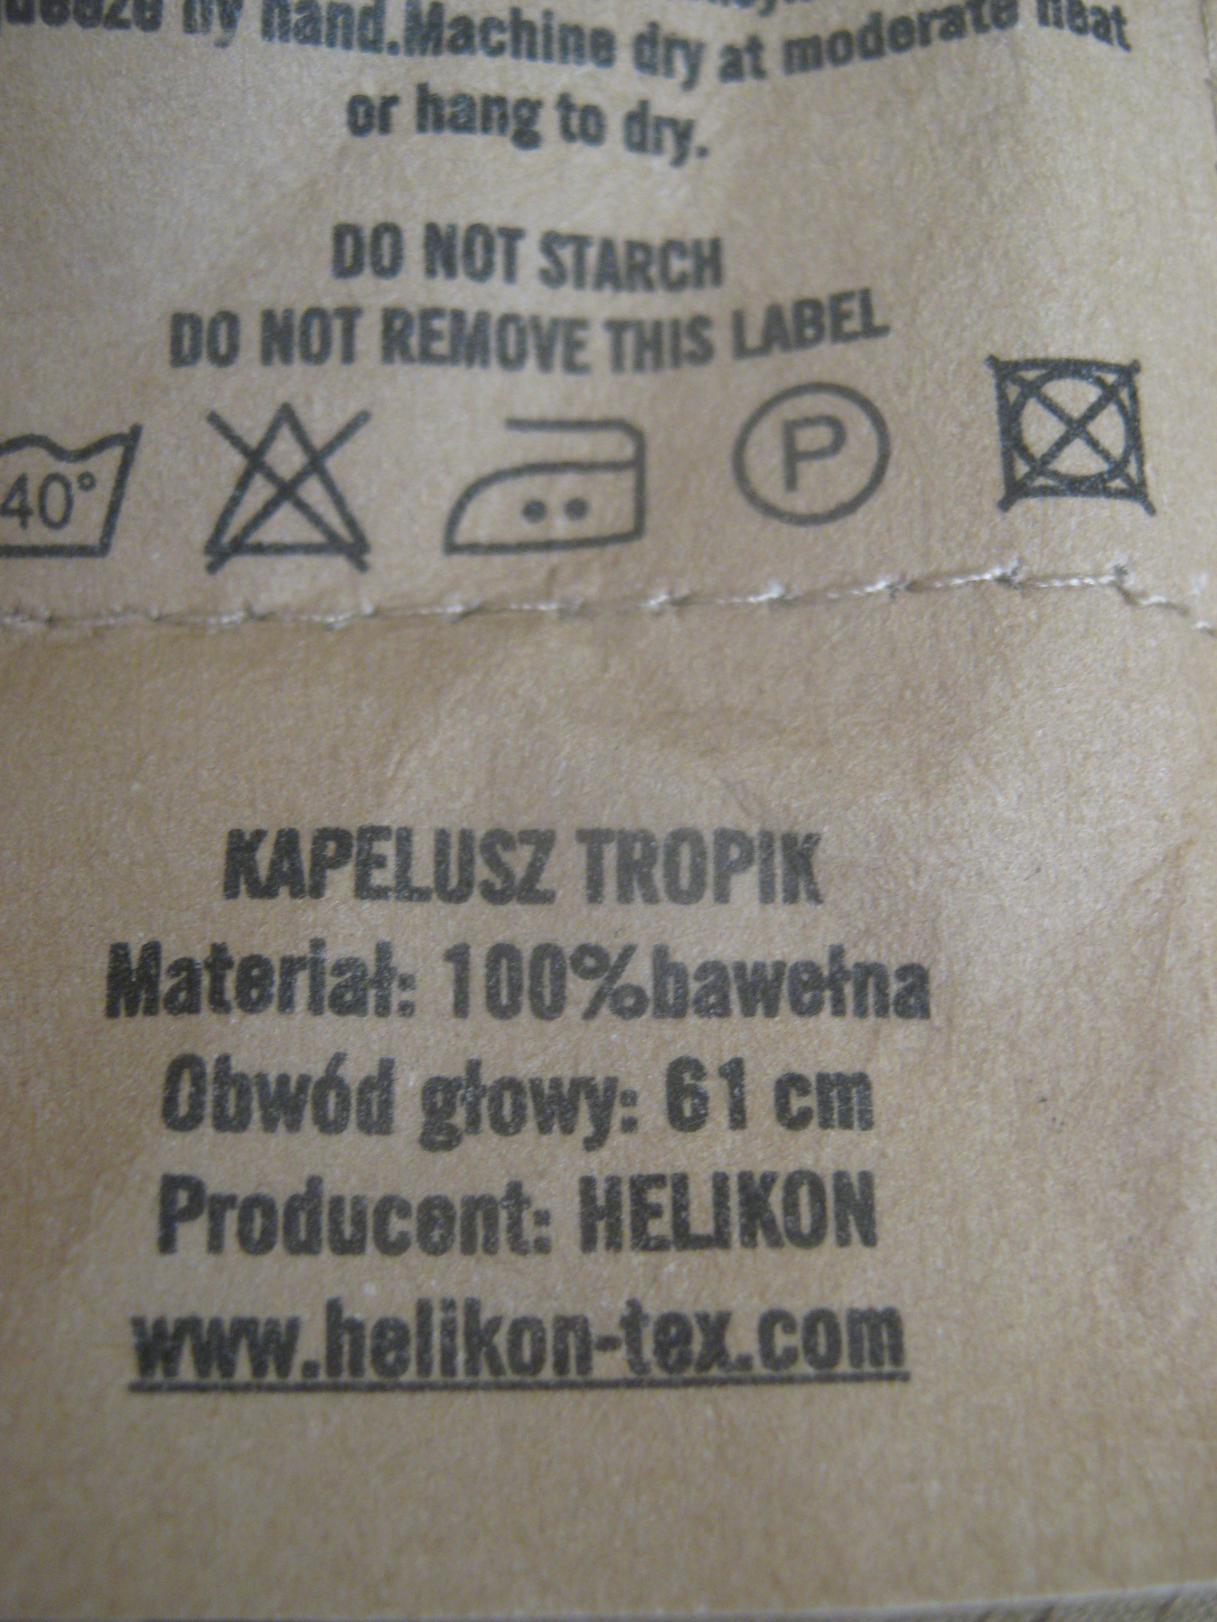 by hand.Machine dry at moderate heat
or hang to dry.
DO NOT STARCH
DO NOT REMOVE THIS LABEL
40° P
KAPELUSZ TROPIK
Materiał: 100%bawełna
Obwód głowy: 61 cm
Producent: HELIKON
www.helikon-tex.com